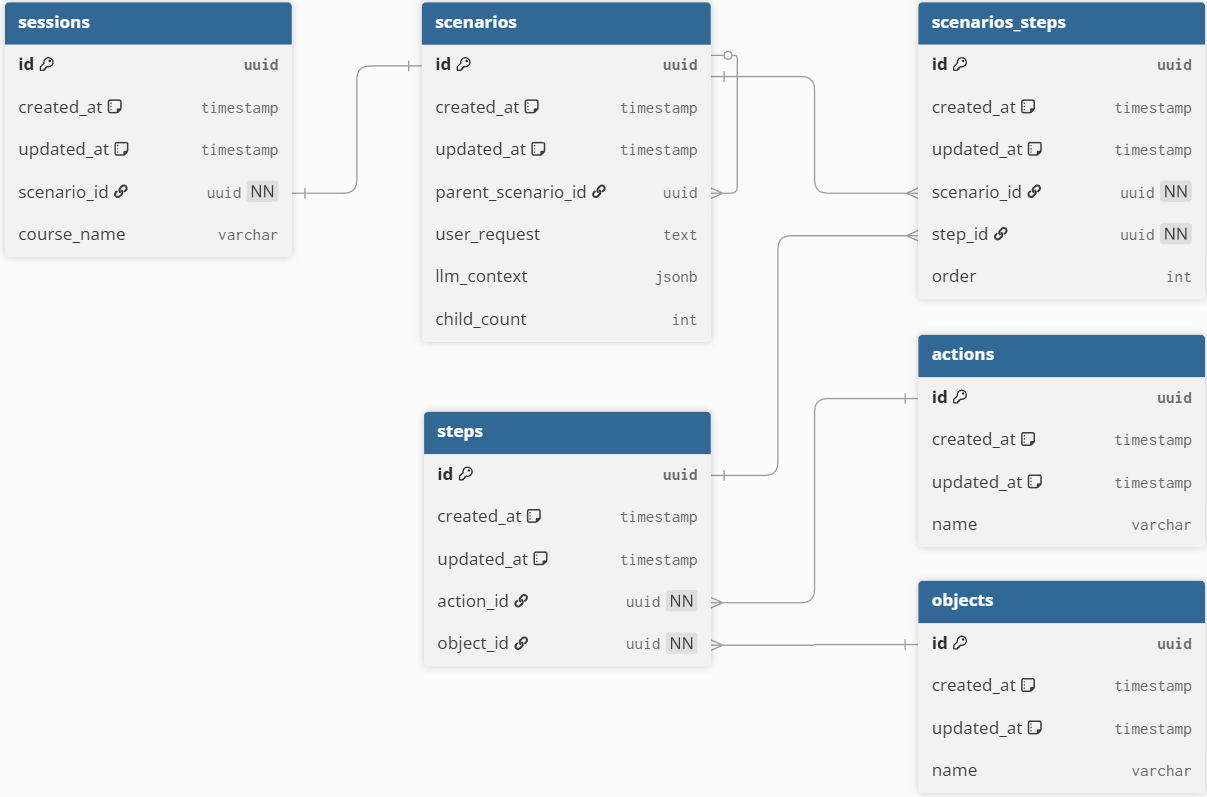 sessions
id uuid
created_at timestamp
updated_at timestamp
scenario_id uuid NN
course_name varchar
scenarios
id uuid
created_at timestamp
updated_at timestamp
parent_scenario_id uuid
user_request text
llm_context jsonb
child_count int
scenarios_steps
id uuid
created_at timestamp
updated_at timestamp
scenario_id uuid NN
step_id uuid NN
order int
steps
id uuid
created_at timestamp
updated_at timestamp
action_id uuid NN
object_id uuid NN
actions
id uuid
created_at timestamp
updated_at timestamp
name varchar
objects
id uuid
created_at timestamp
updated_at timestamp
name varchar